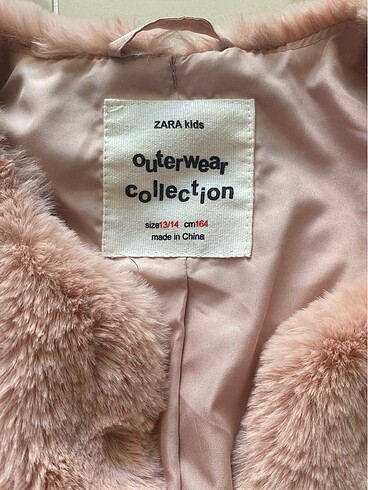 ZARA kids
outerwear
collection
size13/14 cm164
made in China